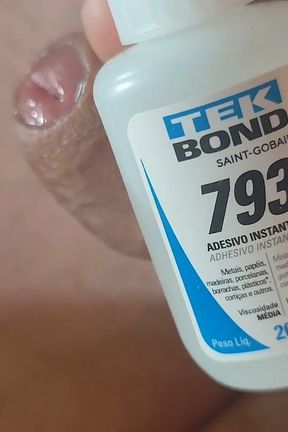 TEK
BOND
SAINT-GOBAIN
793
ADESIVO INSTANT
ADHESIVO INSTAN
Metais, papéis,
madeiras, porcelanas,
borrachas, plásticos*
cortiças e outros.
Viscosidade
MÉDIA
Peso Líq.
20